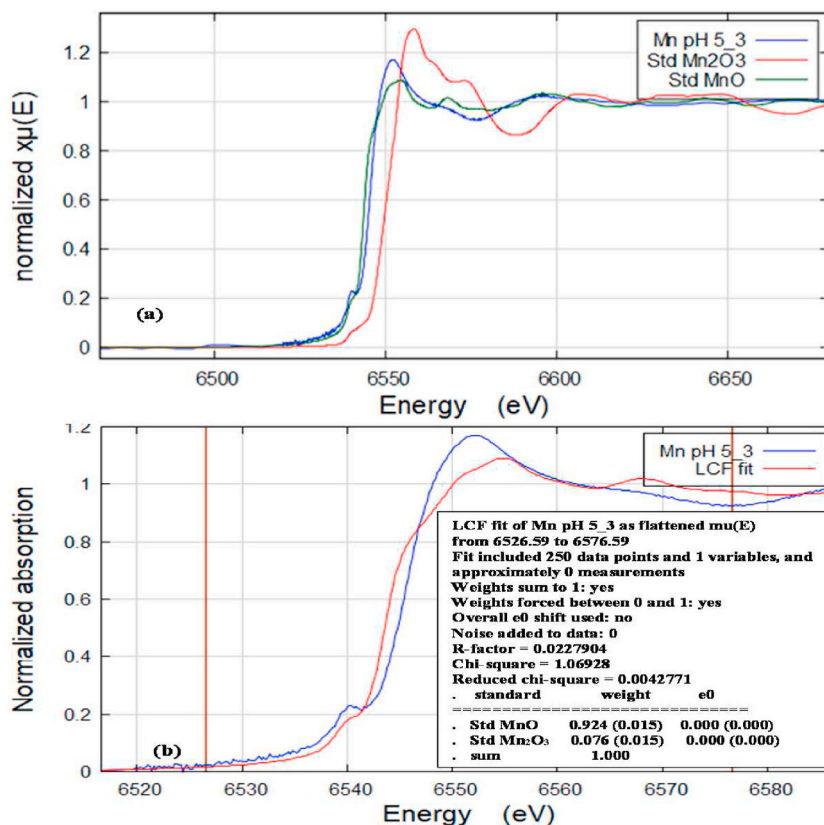 1.2
1
0.8
0.6
0.4
0.2
0
normalized xμ(E)
Mn pH 5_3
Std Mn2O3
Std MnO
(a)
6500 6550 6600 6650
Energy (eV)
1.2
1
0.8
0.6
0.4
0.2
0
Normalized absorption
Mn pH 5_3
LCF fit
LCF fit of Mn pH 5_3 as flattened mu(E)
from 6526.59 to 6576.59
Fit included 250 data points and 1 variables, and
approximately 0 measurements
Weights sum to 1: yes
Weights forced between 0 and 1: yes
Overall e0 shift used: no
Noise added to data: 0
R-factor = 0.0227904
Chi-square = 1.06928
Reduced chi-square = 0.0042771
. standard weight e0
==============================
. Std MnO 0.924 (0.015) 0.000 (0.000)
. Std Mn₂O₃ 0.076 (0.015) 0.000 (0.000)
. sum 1.000
(b)
6520 6530 6540 6550 6560 6570 6580
Energy (eV)